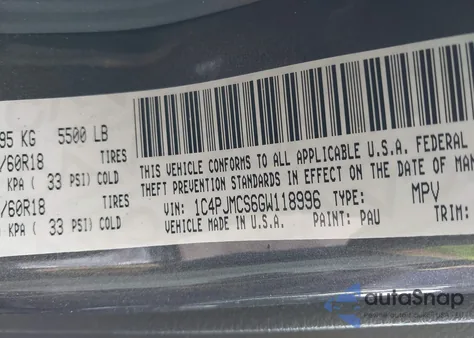 95 KG 5500 LB
/60R18 TIRES
KPA ( 33 PSI) COLD
/60R18 TIRES
KPA ( 33 PSI) COLD
THIS VEHICLE CONFORMS TO ALL APPLICABLE U.S.A. FEDERAL
THEFT PREVENTION STANDARDS IN EFFECT ON THE DATE OF MAN
VIN: 1C4PJMCS6GW118996 TYPE: MPV
VEHICLE MADE IN U.S.A. PAINT: PAU TRIM:
autoSnap